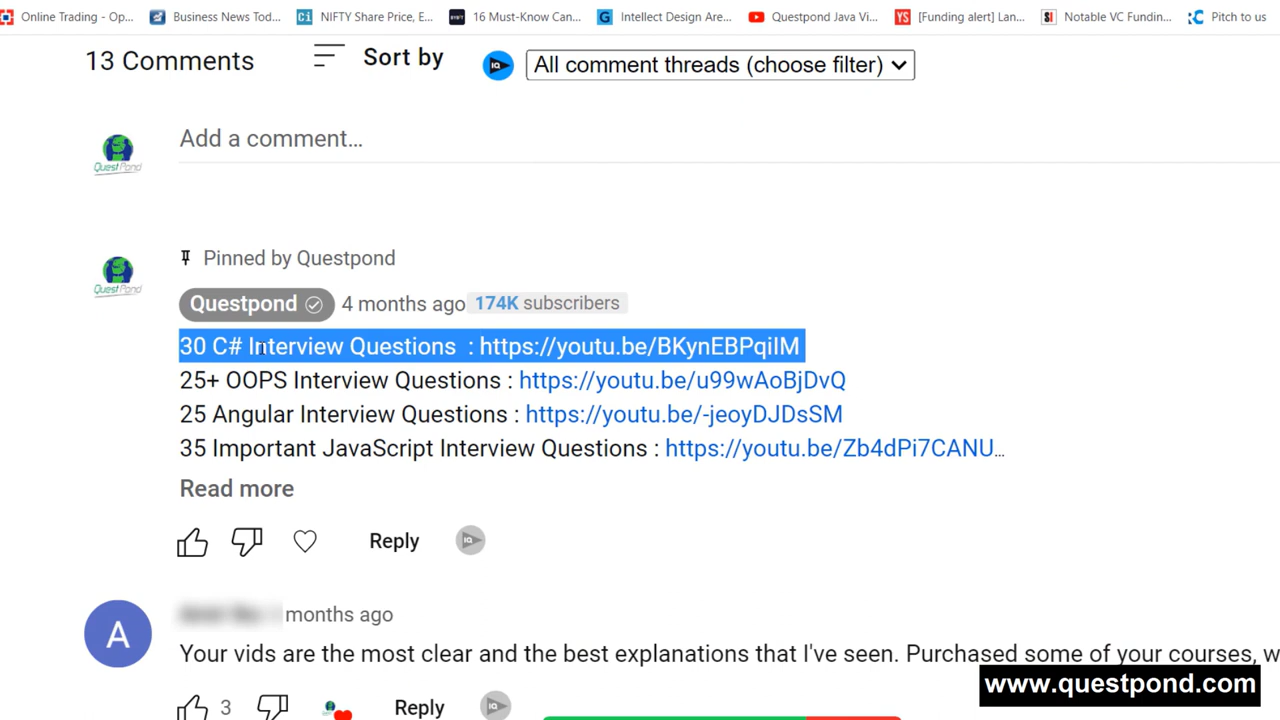 Online Trading - Op...
Business News Tod...
NIFTY Share Price, E...
16 Must-Know Can...
Intellect Design Are...
Questpond Java Vi...
[Funding alert] Lan...
Notable VC Fundin...
Pitch to us
13 Comments
Sort by
All comment threads (choose filter)
Add a comment...
Pinned by Questpond
Questpond 4 months ago 174K subscribers
30 C# Interview Questions : https://youtu.be/BKynEBPqiIM
25+ OOPS Interview Questions : https://youtu.be/u99wAoBjDvQ
25 Angular Interview Questions : https://youtu.be/-jeoyDJDsSM
35 Important JavaScript Interview Questions : https://youtu.be/Zb4dPi7CANU...
Read more
Reply
months ago
A
Your vids are the most clear and the best explanations that I've seen. Purchased some of your courses, w
www.questpond.com
3
Reply